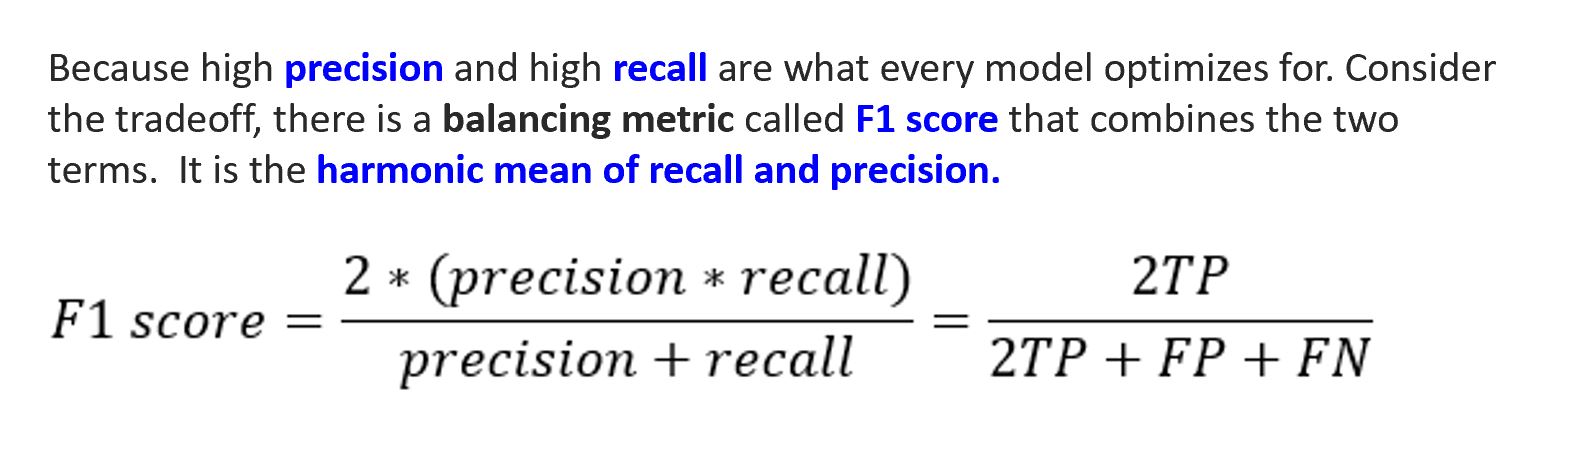 Because high precision and high recall are what every model optimizes for. Consider
the tradeoff, there is a balancing metric called F1 score that combines the two
terms.  It is the harmonic mean of recall and precision.
F1 score = 2 * (precision * recall) / precision + recall = 2TP / 2TP + FP + FN